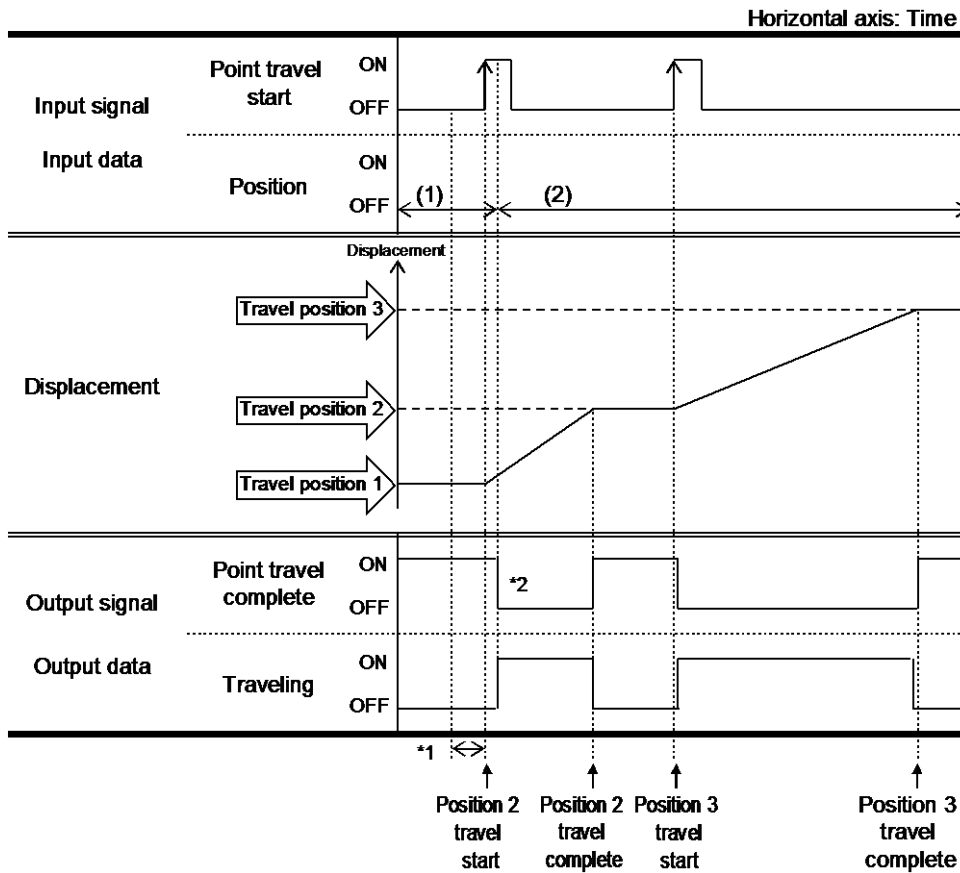 Horizontal axis: Time
Input signal
Input data
Point travel
start
ON
OFF
Position
ON
OFF
(1)
(2)
Displacement
Displacement
Travel position 3
Travel position 2
Travel position 1
Output signal
Output data
Point travel
complete
ON
OFF
*2
Traveling
ON
OFF
*1
Position 2
travel
start
Position 2
travel
complete
Position 3
travel
start
Position 3
travel
complete